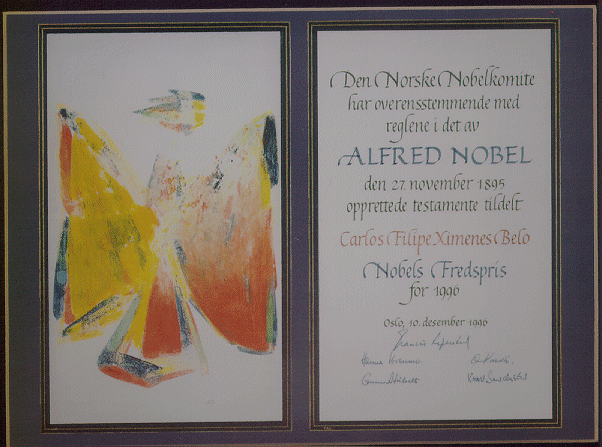 Den Norske Nobelkomite
har overensstemmende med
reglene i det av
ALFRED NOBEL
den 27 november 1895
opprettede testamente tildelt
Carlos Filipe Ximenes Belo
Nobels Fredspris
for 1996
Oslo, 10. desember 1996